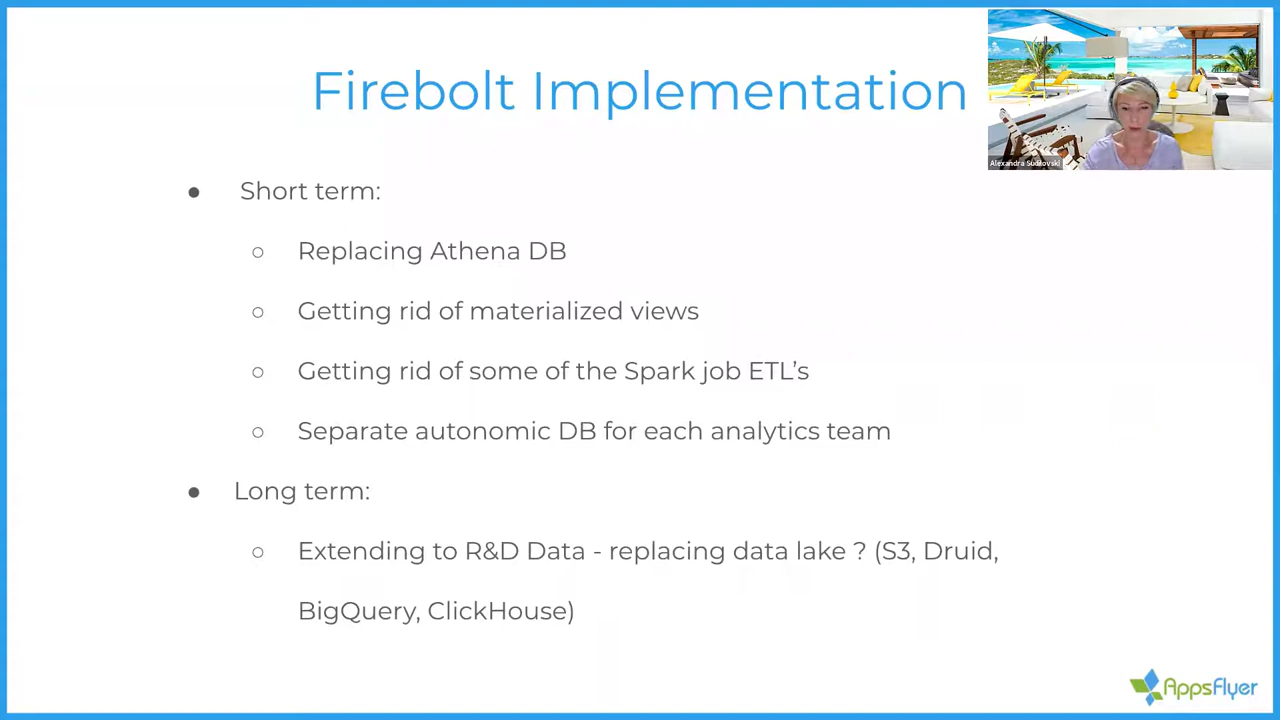 Firebolt Implementation
Alexandra Sudilovski
● Short term:
○ Replacing Athena DB
○ Getting rid of materialized views
○ Getting rid of some of the Spark job ETL’s
○ Separate autonomic DB for each analytics team
● Long term:
○ Extending to R&D Data - replacing data lake ? (S3, Druid,
BigQuery, ClickHouse)
AppsFlyer